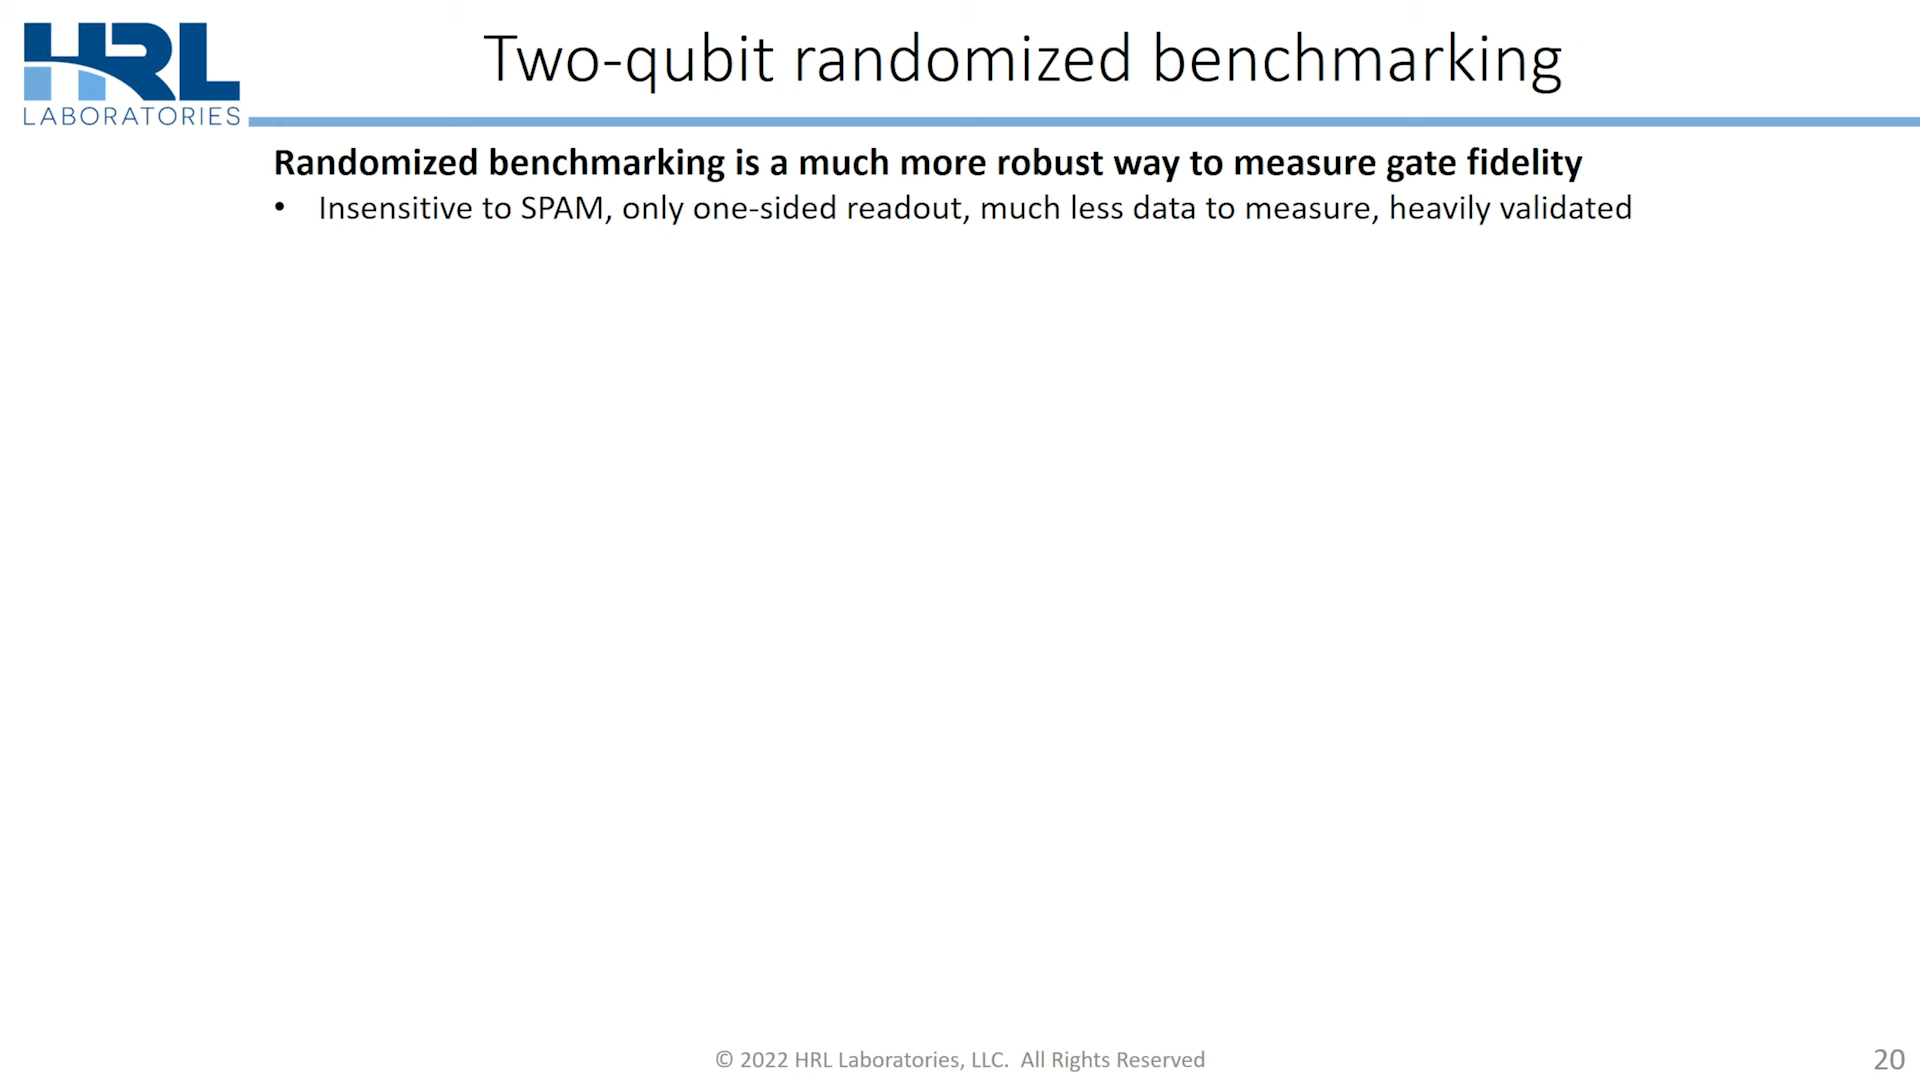 HRL
LABORATORIES
Two-qubit randomized benchmarking
Randomized benchmarking is a much more robust way to measure gate fidelity
• Insensitive to SPAM, only one-sided readout, much less data to measure, heavily validated
© 2022 HRL Laboratories, LLC. All Rights Reserved
20